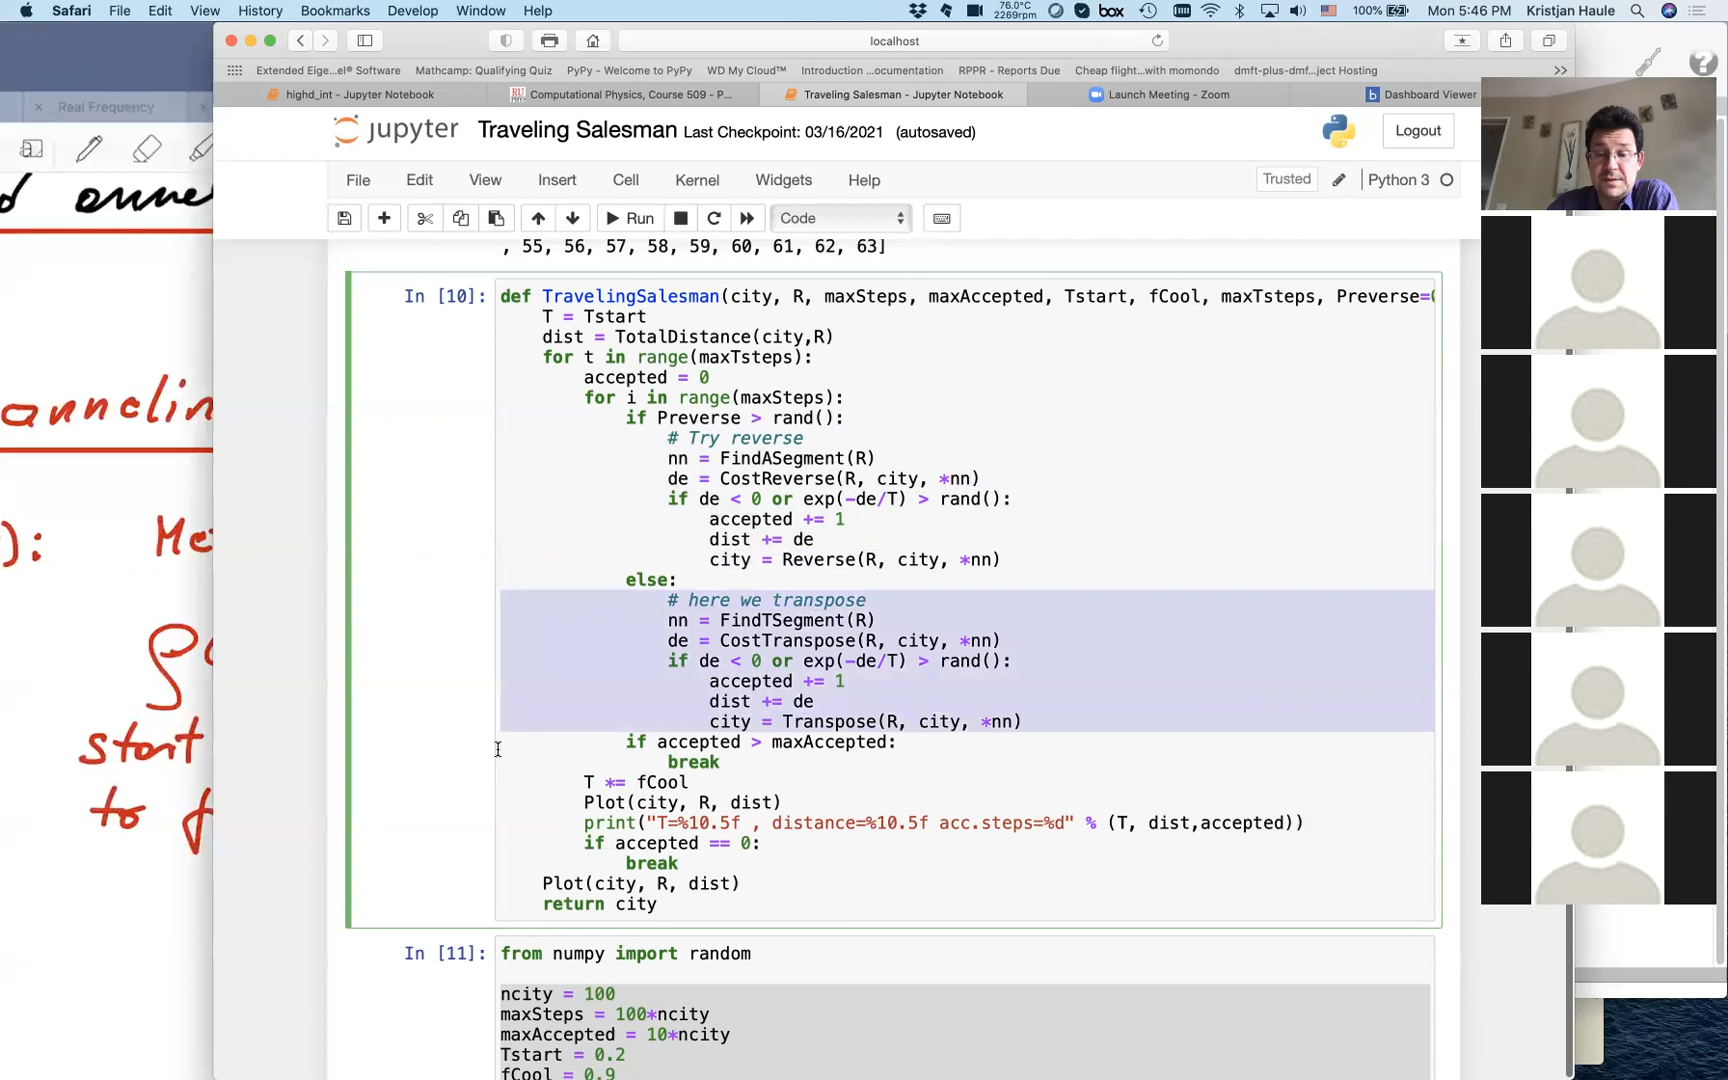 Safari File Edit View History Bookmarks Develop Window Help 76.0°C 2269rpm box 100% Mon 5:46 PM Kristjan Haule
localhost
Extended Eige...el® Software Mathcamp: Qualifying Quiz PyPy - Welcome to PyPy WD My Cloud™ Introduction ...ocumentation RPPR - Reports Due Cheap flight...with momondo dmft-plus-dmf...ject Hosting >>
highd_int - Jupyter Notebook Computational Physics, Course 509 - P... Traveling Salesman - Jupyter Notebook Launch Meeting - Zoom Dashboard Viewer
Real Frequency
jupyter Traveling Salesman Last Checkpoint: 03/16/2021 (autosaved) Logout
File Edit View Insert Cell Kernel Widgets Help Trusted Python 3
Run Code
, 55, 56, 57, 58, 59, 60, 61, 62, 63]
In [10]: def TravelingSalesman(city, R, maxSteps, maxAccepted, Tstart, fCool, maxTsteps, Preverse=
T = Tstart
dist = TotalDistance(city,R)
for t in range(maxTsteps):
accepted = 0
for i in range(maxSteps):
if Preverse > rand():
# Try reverse
nn = FindASegment(R)
de = CostReverse(R, city, *nn)
if de < 0 or exp(-de/T) > rand():
accepted += 1
dist += de
city = Reverse(R, city, *nn)
else:
# here we transpose
nn = FindTSegment(R)
de = CostTranspose(R, city, *nn)
if de < 0 or exp(-de/T) > rand():
accepted += 1
dist += de
city = Transpose(R, city, *nn)
if accepted > maxAccepted:
break
T *= fCool
Plot(city, R, dist)
print("T=%10.5f , distance=%10.5f acc.steps=%d" % (T, dist,accepted))
if accepted == 0:
break
Plot(city, R, dist)
return city
In [11]: from numpy import random
ncity = 100
maxSteps = 100*ncity
maxAccepted = 10*ncity
Tstart = 0.2
fCool = 0.9
start
to